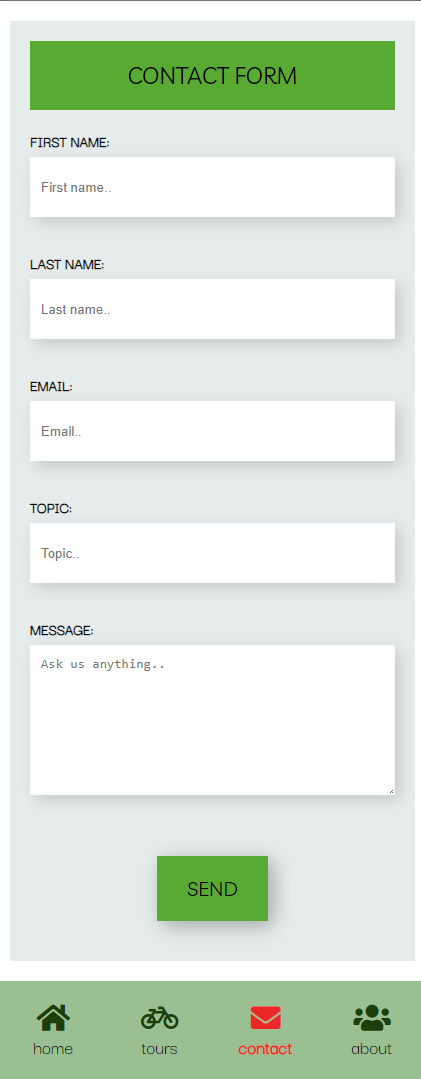 CONTACT FORM
FIRST NAME:
First name..
LAST NAME:
Last name..
EMAIL:
Email..
TOPIC:
Topic..
MESSAGE:
Ask us anything..
SEND
home tours contact about